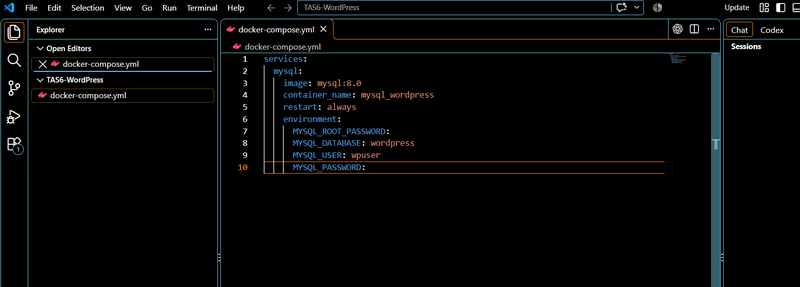 File Edit Selection View Go Run Terminal Help
TAS6-WordPress
Update
Explorer
Open Editors
docker-compose.yml
TAS6-WORDPRESS
docker-compose.yml
1
docker-compose.yml
docker-compose.yml
1 services:
2 mysql:
3 image: mysql:8.0
4 container_name: mysql_wordpress
5 restart: always
6 environment:
7 MYSQL_ROOT_PASSWORD:
8 MYSQL_DATABASE: wordpress
9 MYSQL_USER: wpuser
10 MYSQL_PASSWORD:
Chat Codex
Sessions